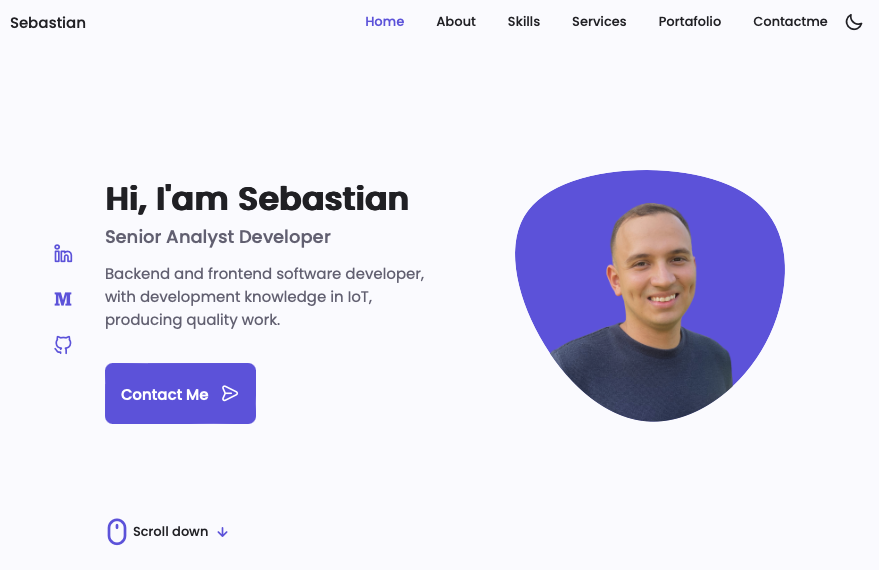 Sebastian
Home About Skills Services Portafolio Contactme
Hi, I'am Sebastian
Senior Analyst Developer
Backend and frontend software developer,
with development knowledge in IoT,
producing quality work.
Contact Me
Scroll down